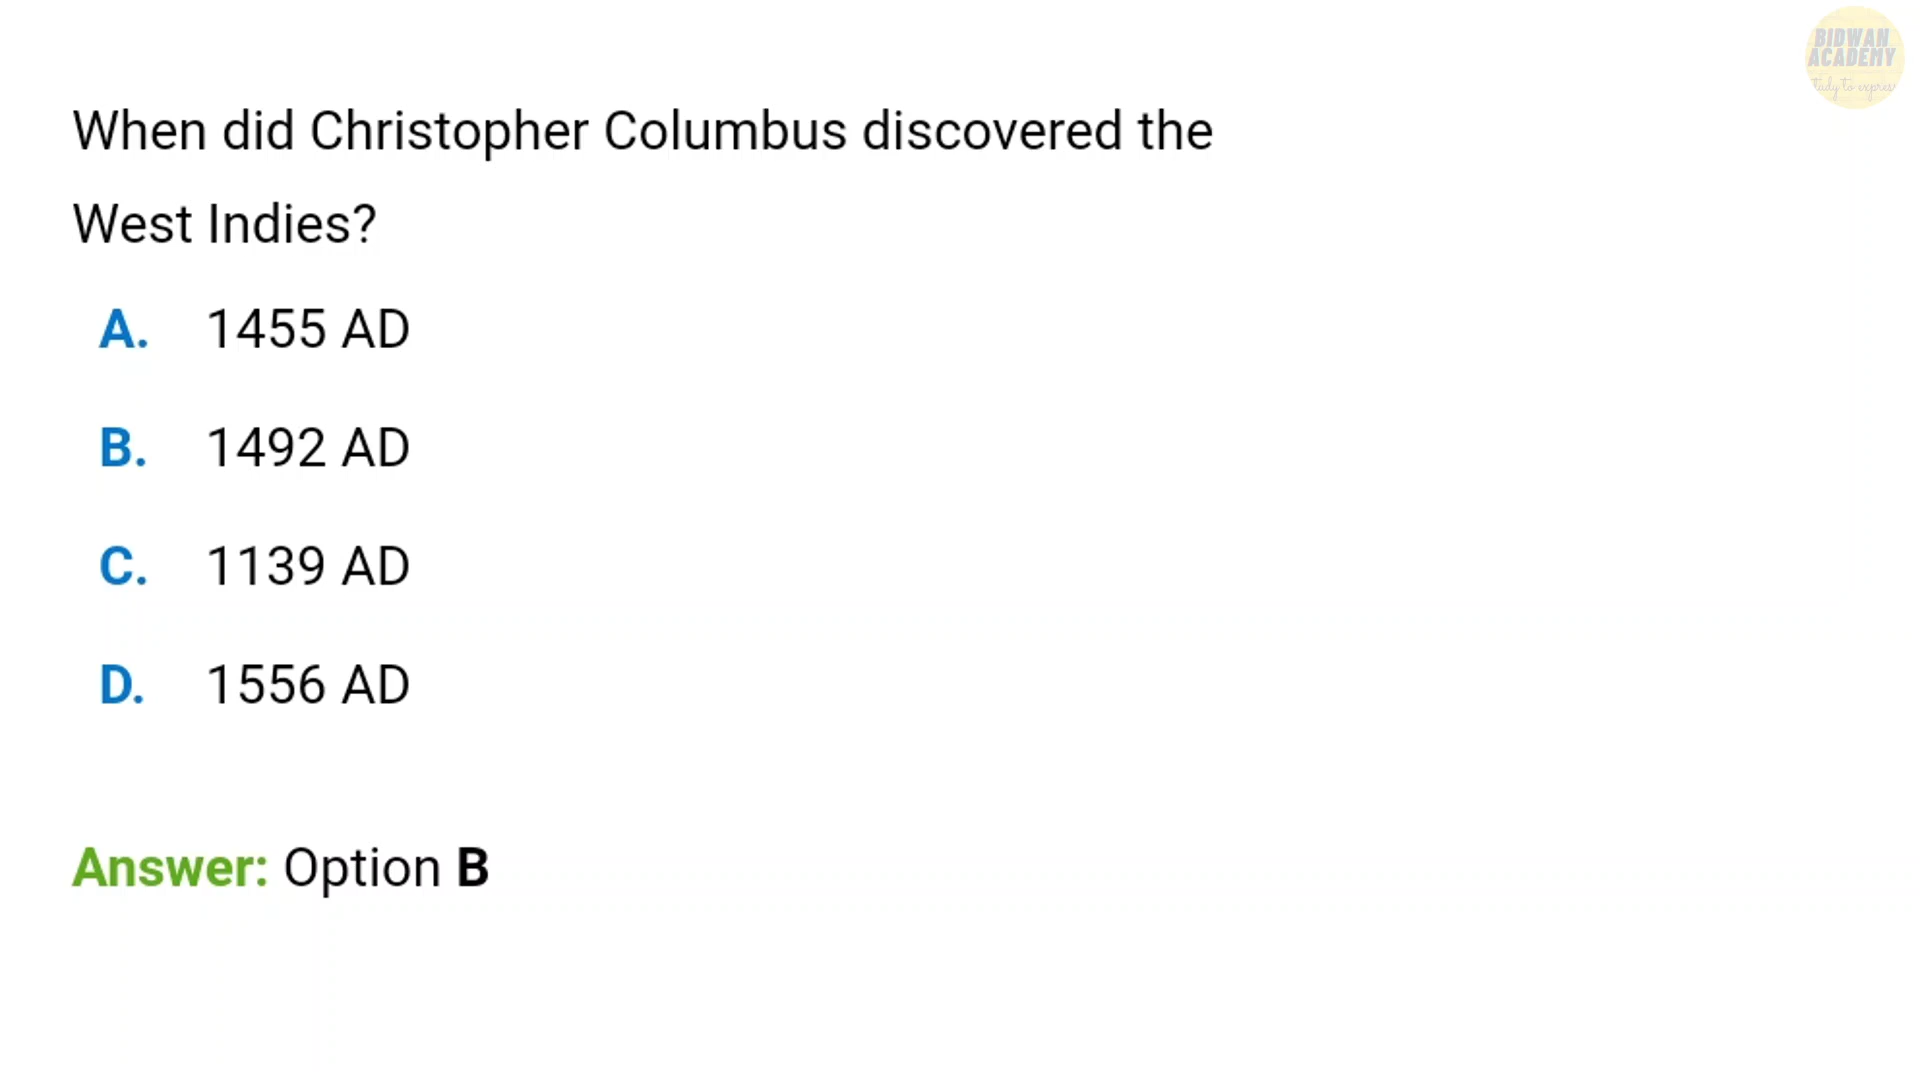 BIDWAN
ACADEMY
When did Christopher Columbus discovered the
West Indies?
A. 1455 AD
B. 1492 AD
C. 1139 AD
D. 1556 AD
Answer: Option B